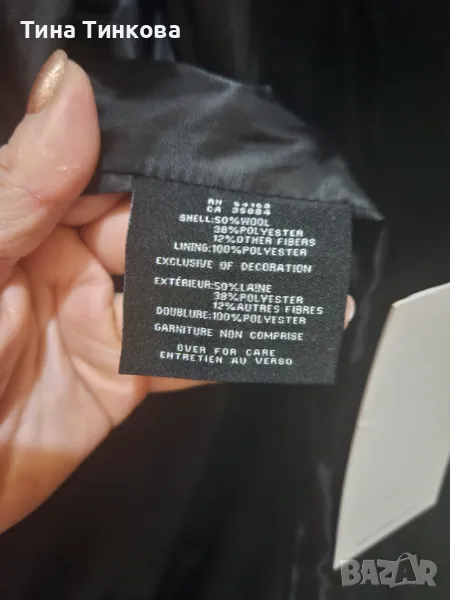 Тина Тинкова
RN 54163
CA 35884
SHELL:50%WOOL
38%POLYESTER
12%OTHER FIBERS
LINING:100%POLYESTER
EXCLUSIVE OF DECORATION
EXTÉRIEUR:50%LAINE
38%POLYESTER
12%AUTRES FIBRES
DOUBLURE:100%POLYESTER
GARNITURE NON COMPRISE
OVER FOR CARE
ENTRETIEN AU VERSO
BAZAR